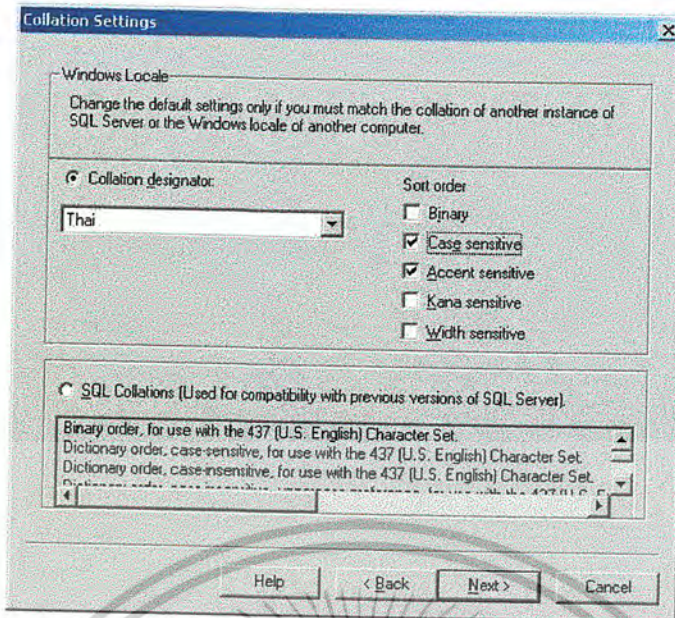 Collation Settings
Windows Locale
Change the default settings only if you must match the collation of another instance of
SQL Server or the Windows locale of another computer.
Collation designator:
Thai
Sort order
Binary
Case sensitive
Accent sensitive
Kana sensitive
Width sensitive
SQL Collations (Used for compatibility with previous versions of SQL Server).
Binary order, for use with the 437 (U.S. English) Character Set.
Dictionary order, case-sensitive, for use with the 437 (U.S. English) Character Set.
Dictionary order, case-insensitive, for use with the 437 (U.S. English) Character Set.
Help
< Back
Next >
Cancel